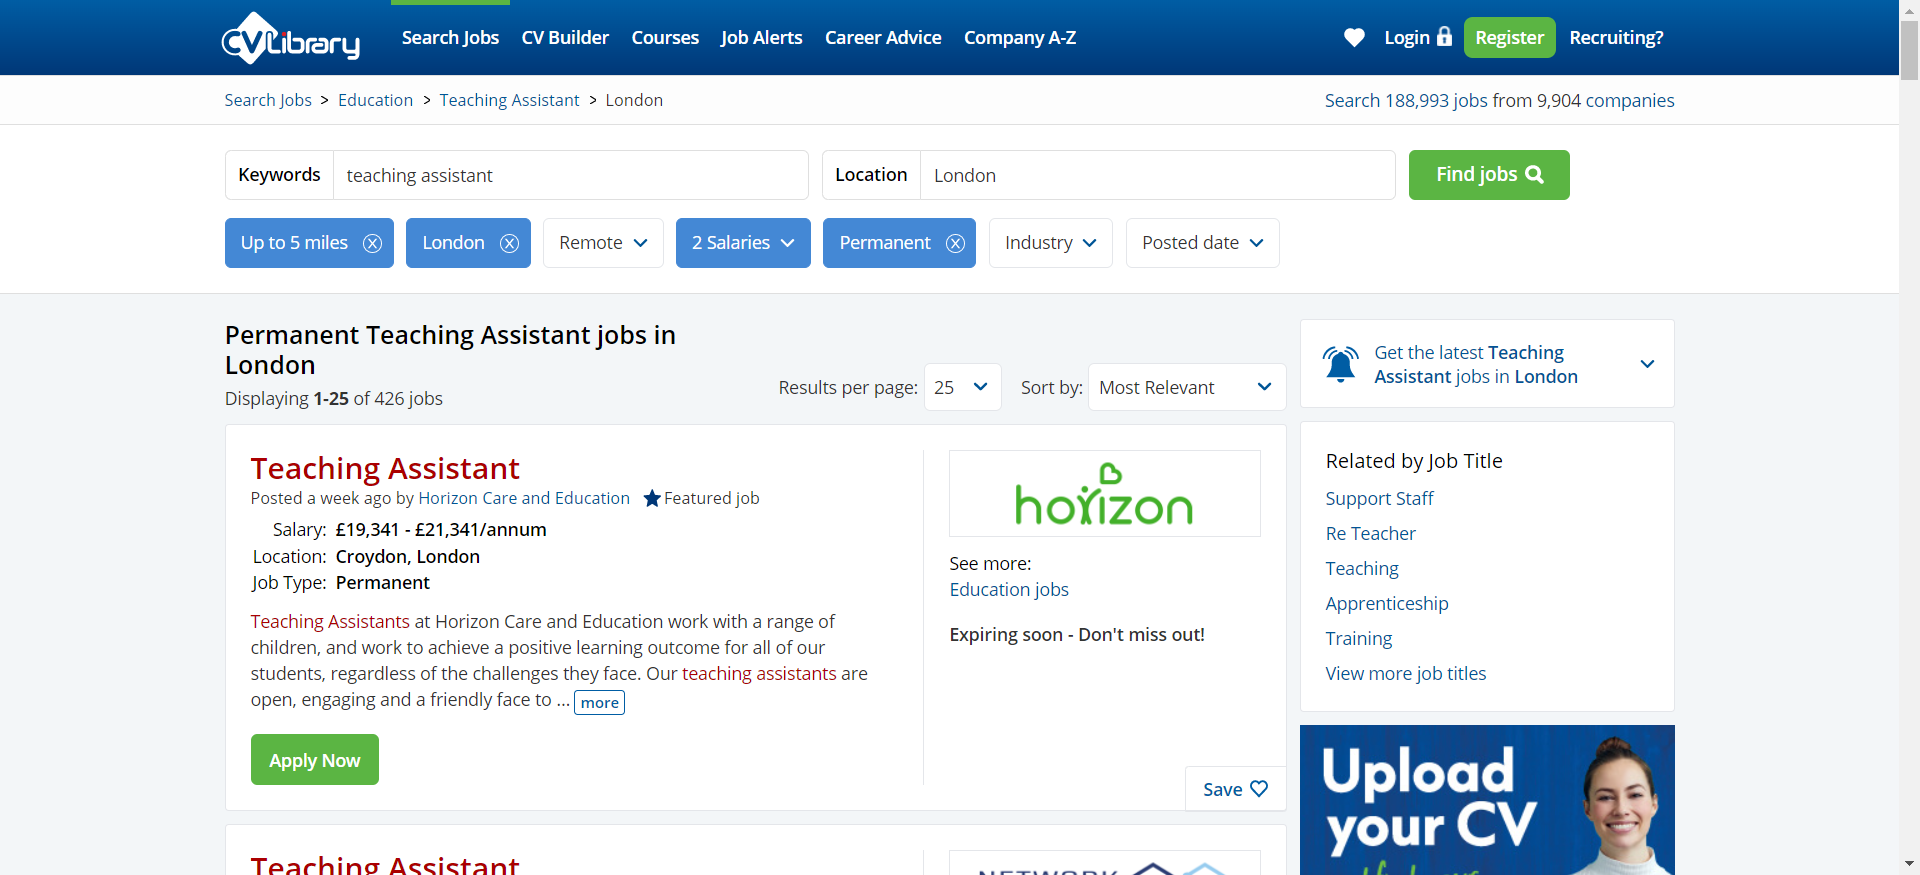 CVLibrary
Search Jobs
CV Builder
Courses
Job Alerts
Career Advice
Company A-Z
Login
Register
Recruiting?
Search Jobs > Education > Teaching Assistant > London
Search 188,993 jobs from 9,904 companies
Keywords
teaching assistant
Location
London
Find jobs
Up to 5 miles
London
Remote
2 Salaries
Permanent
Industry
Posted date
Permanent Teaching Assistant jobs in
London
Displaying 1-25 of 426 jobs
Results per page:
25
Sort by:
Most Relevant
Teaching Assistant
Posted a week ago by Horizon Care and Education
Featured job
Salary: £19,341 - £21,341/annum
Location: Croydon, London
Job Type: Permanent
Teaching Assistants at Horizon Care and Education work with a range of
children, and work to achieve a positive learning outcome for all of our
students, regardless of the challenges they face. Our teaching assistants are
open, engaging and a friendly face to ...
more
Apply Now
horizon
See more:
Education jobs
Expiring soon - Don't miss out!
Save
Teaching Assistant
NETWORK
Get the latest Teaching
Assistant jobs in London
Related by Job Title
Support Staff
Re Teacher
Teaching
Apprenticeship
Training
View more job titles
Upload
your CV